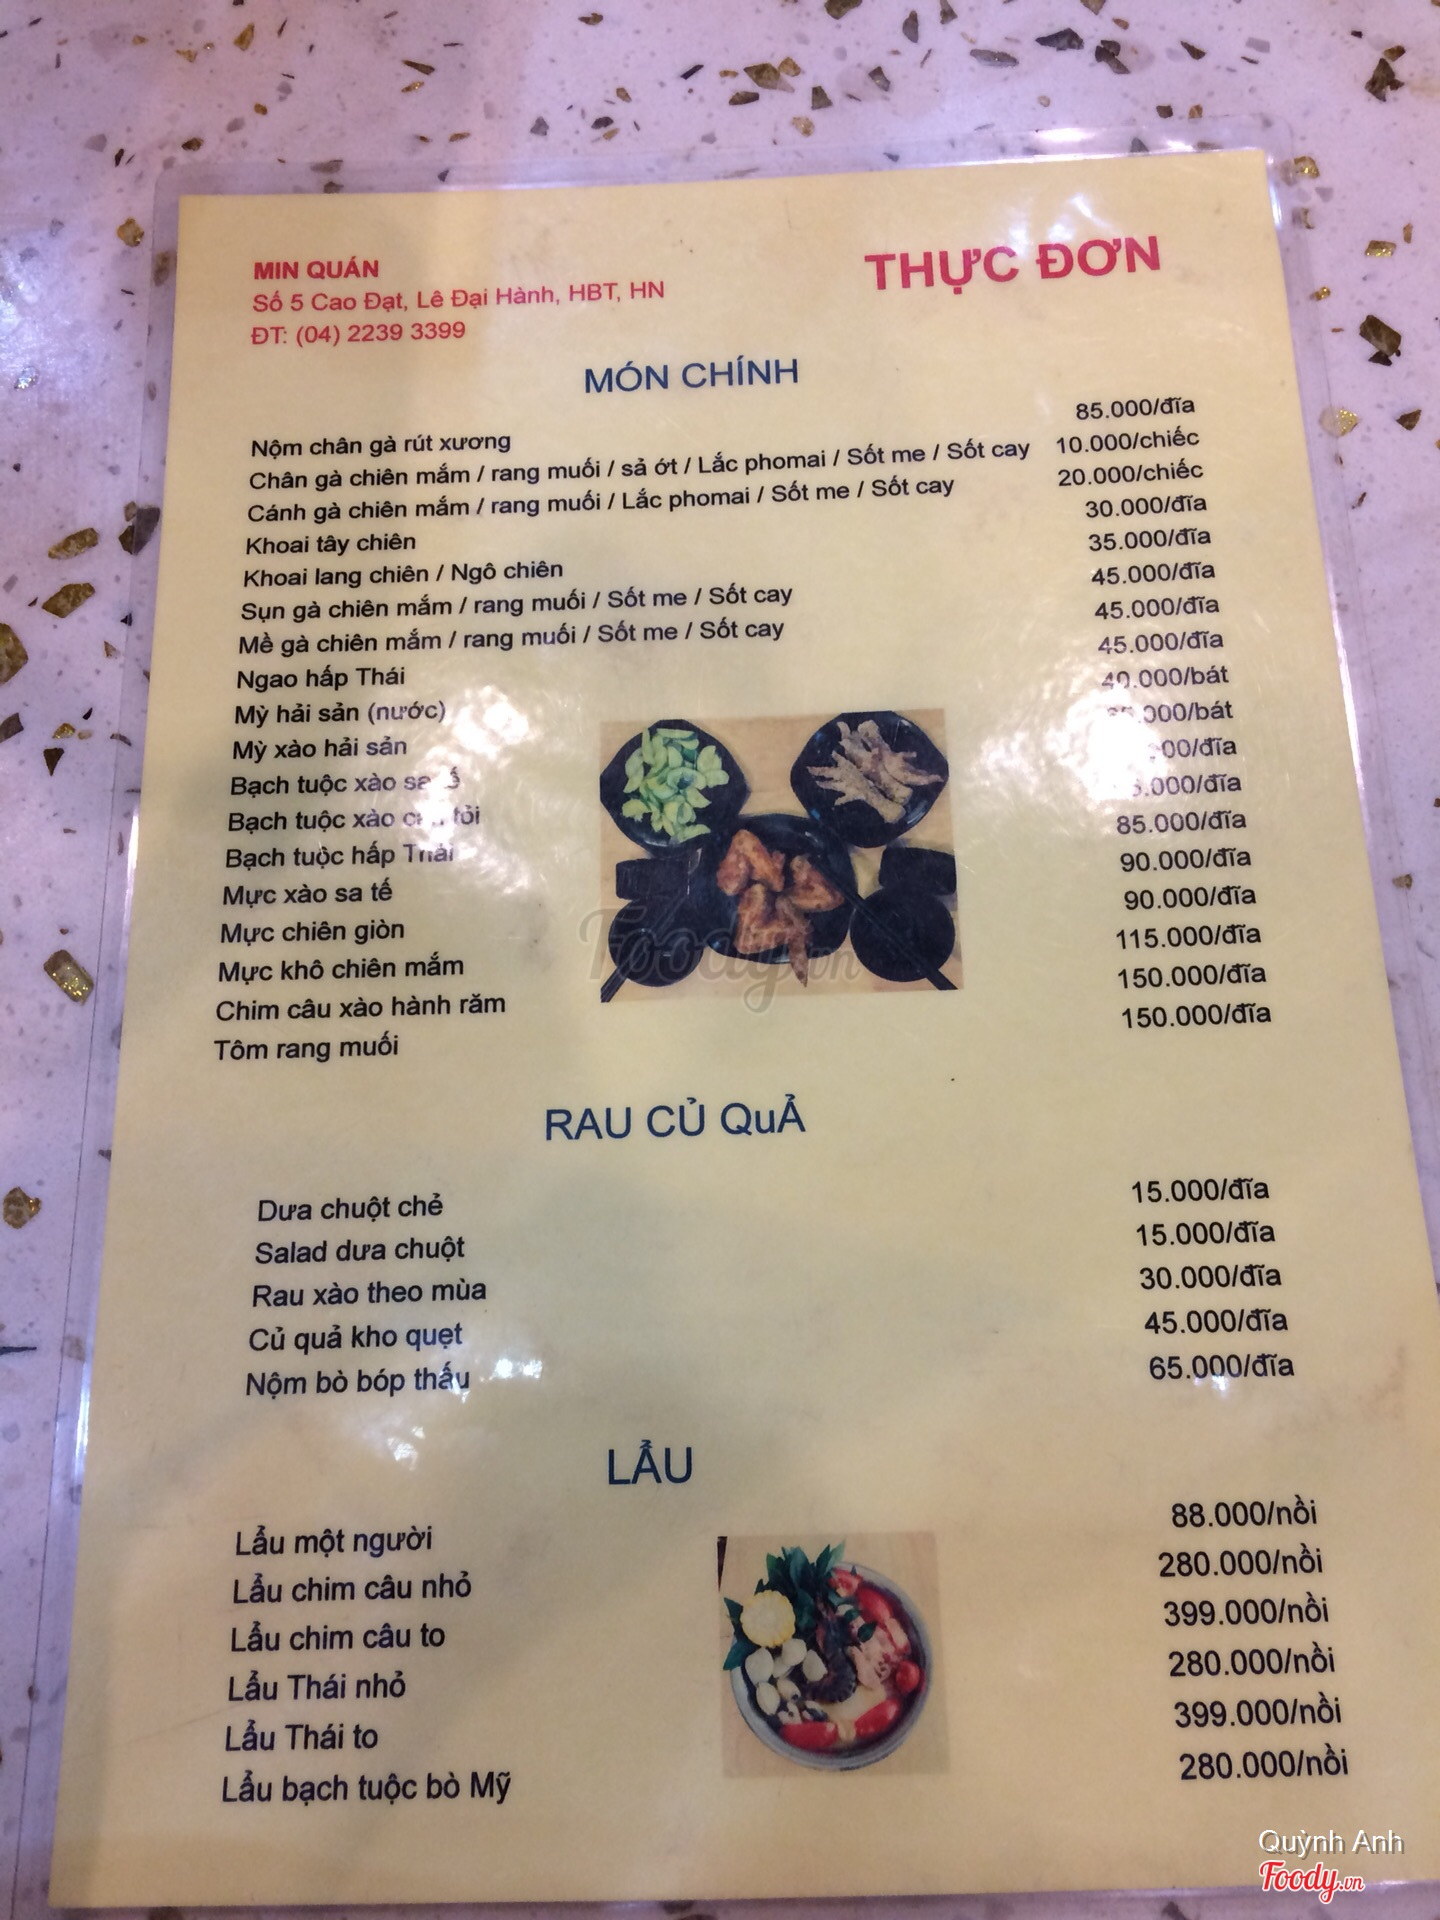 MIN QUÁN
Số 5 Cao Đạt, Lê Đại Hành, HBT, HN
ĐT: (04) 2239 3399
THỰC ĐƠN
MÓN CHÍNH
Nộm chân gà rút xương 85.000/đĩa
Chân gà chiên mắm / rang muối / sả ớt / Lắc phomai / Sốt me / Sốt cay 10.000/chiếc
Cánh gà chiên mắm / rang muối / Lắc phomai / Sốt me / Sốt cay 20.000/chiếc
Khoai tây chiên 30.000/đĩa
Khoai lang chiên / Ngô chiên 35.000/đĩa
Sụn gà chiên mắm / rang muối / Sốt me / Sốt cay 45.000/đĩa
Mề gà chiên mắm / rang muối / Sốt me / Sốt cay 45.000/đĩa
Ngao hấp Thái 45.000/đĩa
Mỳ hải sản (nước) 40.000/bát
Mỳ xào hải sản
Bạch tuộc xào sa tế
Bạch tuộc xào tỏi
Bạch tuộc hấp Thái 85.000/đĩa
Mực xào sa tế 90.000/đĩa
Mực chiên giòn 90.000/đĩa
Mực khô chiên mắm 115.000/đĩa
Chim câu xào hành răm 150.000/đĩa
Tôm rang muối 150.000/đĩa
RAU CỦ QuẢ
Dưa chuột chẻ 15.000/đĩa
Salad dưa chuột 15.000/đĩa
Rau xào theo mùa 30.000/đĩa
Củ quả kho quẹt 45.000/đĩa
Nộm bò bóp thấu 65.000/đĩa
LẨU
Lẩu một người 88.000/nồi
Lẩu chim câu nhỏ 280.000/nồi
Lẩu chim câu to 399.000/nồi
Lẩu Thái nhỏ 280.000/nồi
Lẩu Thái to 399.000/nồi
Lẩu bạch tuộc bò Mỹ 280.000/nồi
Foody.vn
Quỳnh Anh
Foody.vn